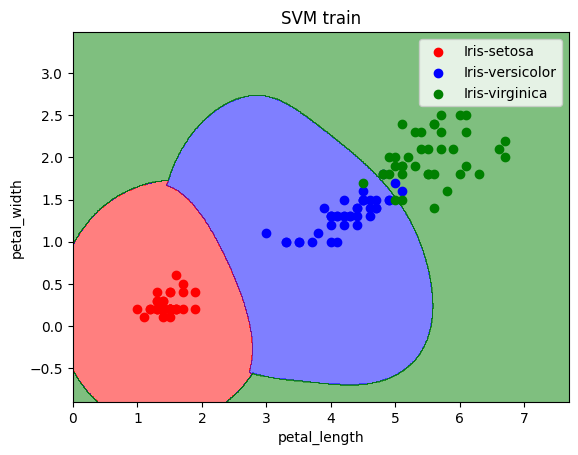 SVM train
Iris-setosa
Iris-versicolor
Iris-virginica
petal_width
3.0
2.5
2.0
1.5
1.0
0.5
0.0
−0.5
0
1
2
3
4
5
6
7
petal_length